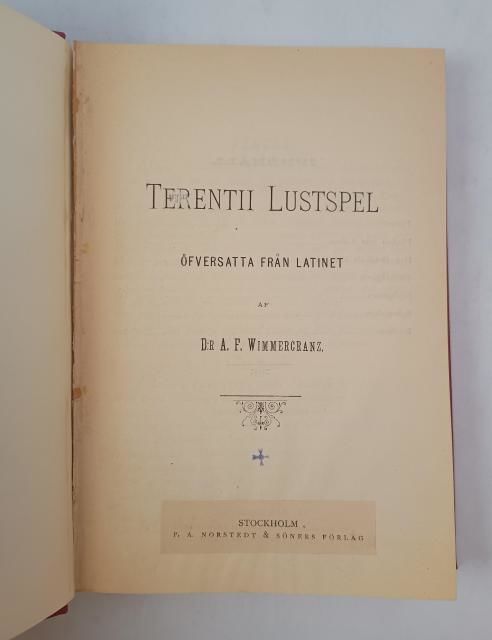 TERENTII LUSTSPEL
ÖFVERSATTA FRÅN LATINET
AF
D:R A. F. WIMMERCRANZ.
STOCKHOLM
P. A. NORSTEDT & SÖNERS FÖRLAG